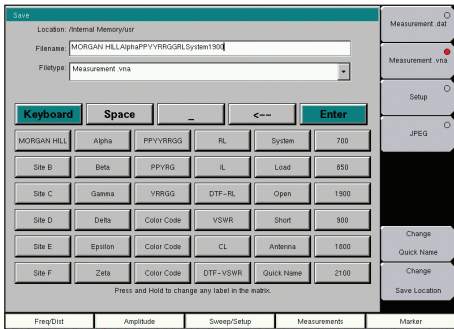 Save
Location: /Internal Memory/usr
Filename: MORGAN HILLAlphaPPYYRRGGRLSystem1900
Filetype: Measurement .vna
Keyboard Space _ <-- Enter
MORGAN HILL Alpha PPYYRRGG RL System 700
Site B Beta PPYRG IL Load 850
Site C Gamma YRRGG DTF-RL Open 1900
Site D Delta Color Code VSWR Short 900
Site E Epsilon Color Code CL Antenna 1800
Site F Zeta Color Code DTF-VSWR Quick Name 2100
Press and Hold to change any label in the matrix.
Measurement .dat
Measurement .vna
Setup
JPEG
Change
Quick Name
Change
Save Location
Freq/Dist Amplitude Sweep/Setup Measurements Marker